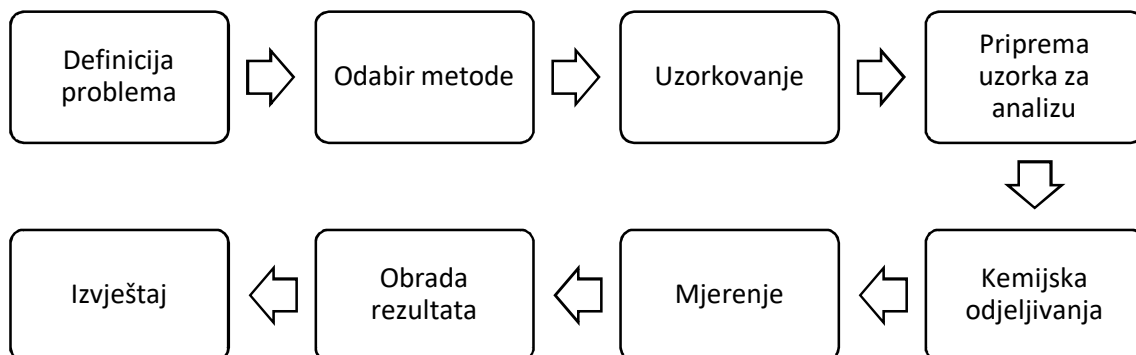 Definicija
problema
Odabir metode
Uzorkovanje
Priprema
uzorka za
analizu
Kemijska
odjeljivanja
Mjerenje
Obrada
rezultata
Izvještaj